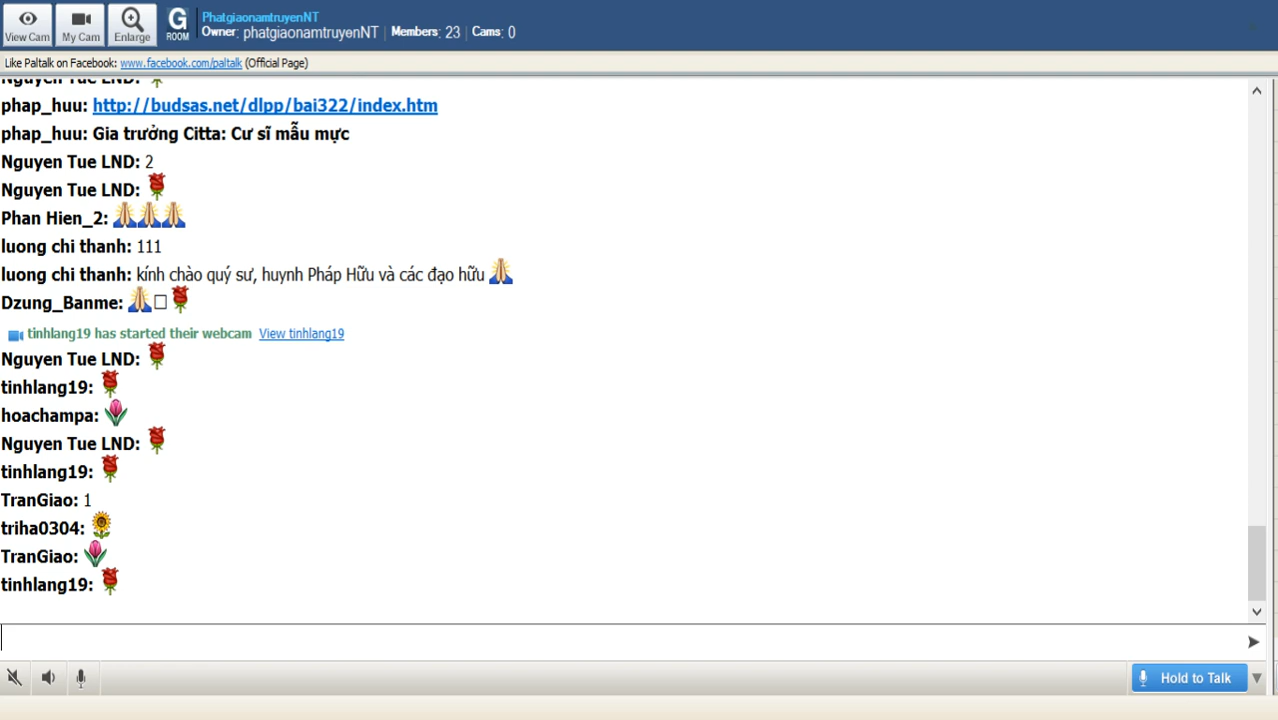 View Cam
My Cam
Enlarge
G
ROOM
PhatgiaonamtruyenNT
Owner: phatgiaonamtruyenNT | Members: 23 | Cams: 0
Like Paltalk on Facebook: www.facebook.com/paltalk (Official Page)
Nguyen Tue LND: 🌹
phap_huu: http://budsas.net/dlpp/bai322/index.htm
phap_huu: Gia trưởng Citta: Cư sĩ mẫu mực
Nguyen Tue LND: 2
Nguyen Tue LND: 🌹
Phan Hien_2: 🙏🙏🙏
luong chi thanh: 111
luong chi thanh: kính chào quý sư, huynh Pháp Hữu và các đạo hữu 🙏
Dzung_Banme: 🙏□🌹
tinhlang19 has started their webcam View tinhlang19
Nguyen Tue LND: 🌹
tinhlang19: 🌹
hoachampa: 🌷
Nguyen Tue LND: 🌹
tinhlang19: 🌹
TranGiao: 1
triha0304: 🌻
TranGiao: 🌷
tinhlang19: 🌹
Hold to Talk